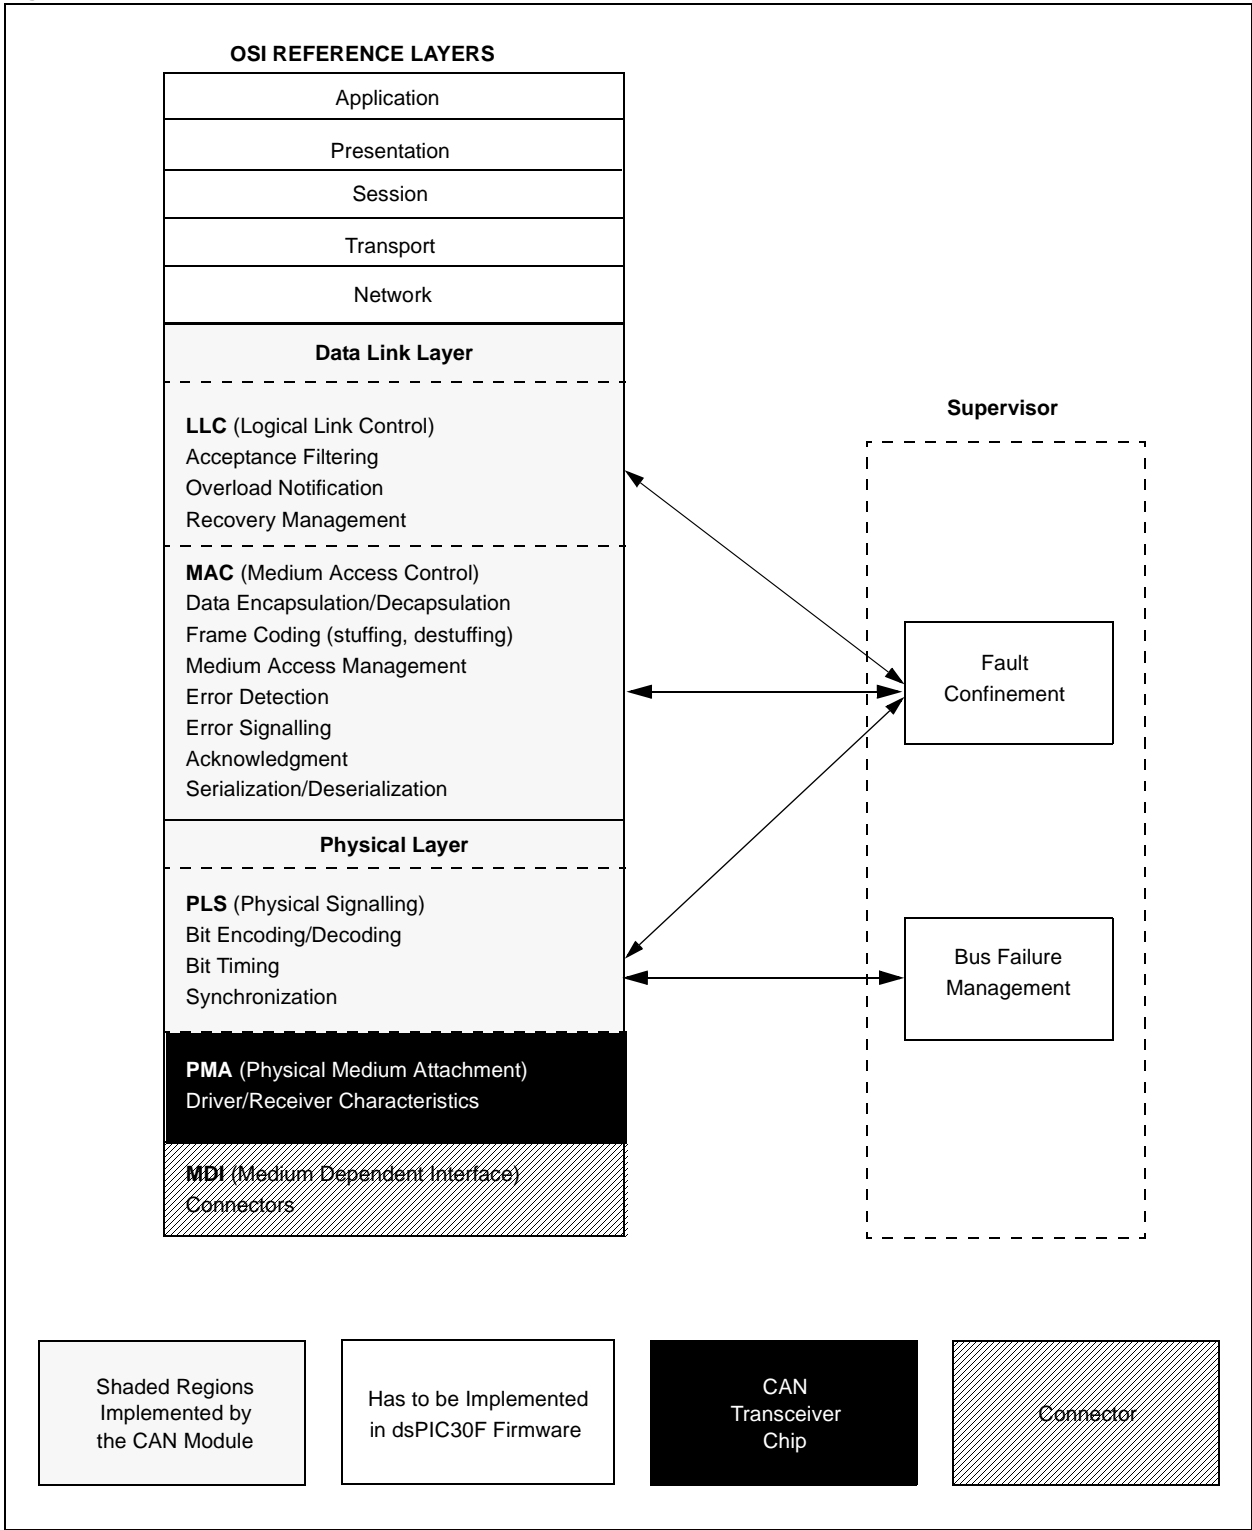 OSI REFERENCE LAYERS
Application
Presentation
Session
Transport
Network
Data Link Layer
LLC (Logical Link Control)
Acceptance Filtering
Overload Notification
Recovery Management
MAC (Medium Access Control)
Data Encapsulation/Decapsulation
Frame Coding (stuffing, destuffing)
Medium Access Management
Error Detection
Error Signalling
Acknowledgment
Serialization/Deserialization
Physical Layer
PLS (Physical Signalling)
Bit Encoding/Decoding
Bit Timing
Synchronization
PMA (Physical Medium Attachment)
Driver/Receiver Characteristics
MDI (Medium Dependent Interface)
Connectors
Supervisor
Fault
Confinement
Bus Failure
Management
Shaded Regions
Implemented by
the CAN Module
Has to be Implemented
in dsPIC30F Firmware
CAN
Transceiver
Chip
Connector